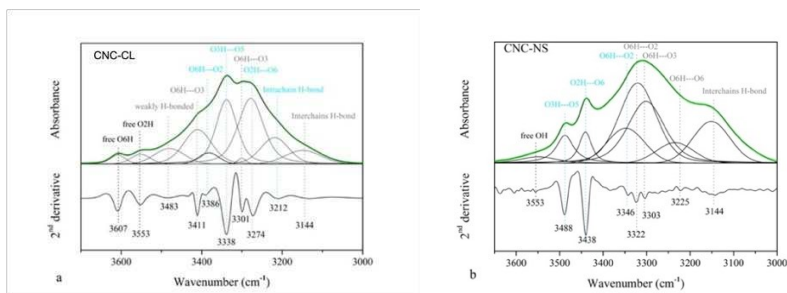 CNC-CL
O3H---O5
O6H---O3
O6H---O2
O2H---O6
O6H---O3
Intrachain H-bond
weakly H-bonded
free O2H
Interchains H-bond
free O6H
Absorbance
3483
3386
3301
3212
3607
3553
3411
3274
3144
3338
2nd derivative
a
3600
3400
3200
3000
Wavenumber (cm-1)
CNC-NS
O6H---O2
O6H---O2
O6H---O3
O2H---O6
O6H---O6
O3H---O5
Interchains H-bond
free OH
Absorbance
3553
3346
3303
3225
3144
3488
3322
3438
2nd derivative
b
3600
3500
3400
3300
3200
3100
3000
Wavenumber (cm-1)